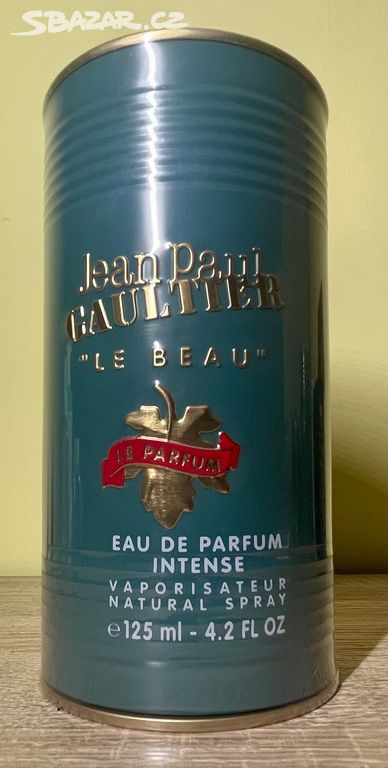 SBAZAR.CZ
Jean Paul
GAULTIER
"LE BEAU"
LE PARFUM
EAU DE PARFUM
INTENSE
VAPORISATEUR
NATURAL SPRAY
℮ 125 ml - 4.2 FL OZ